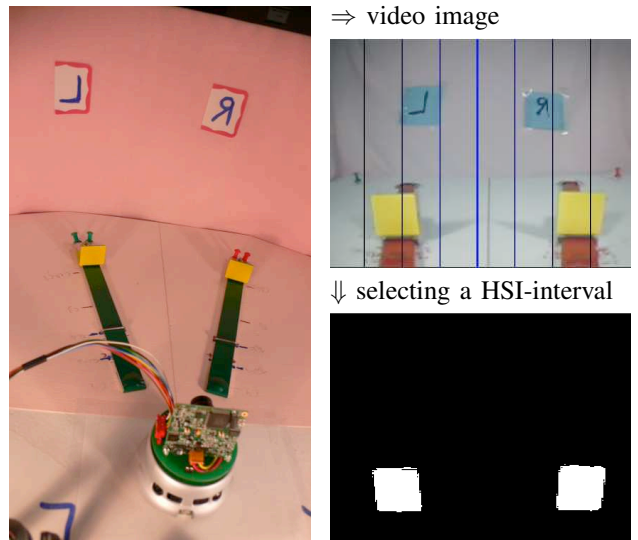 L R
⇒ video image
L R
⇓ selecting a HSI-interval